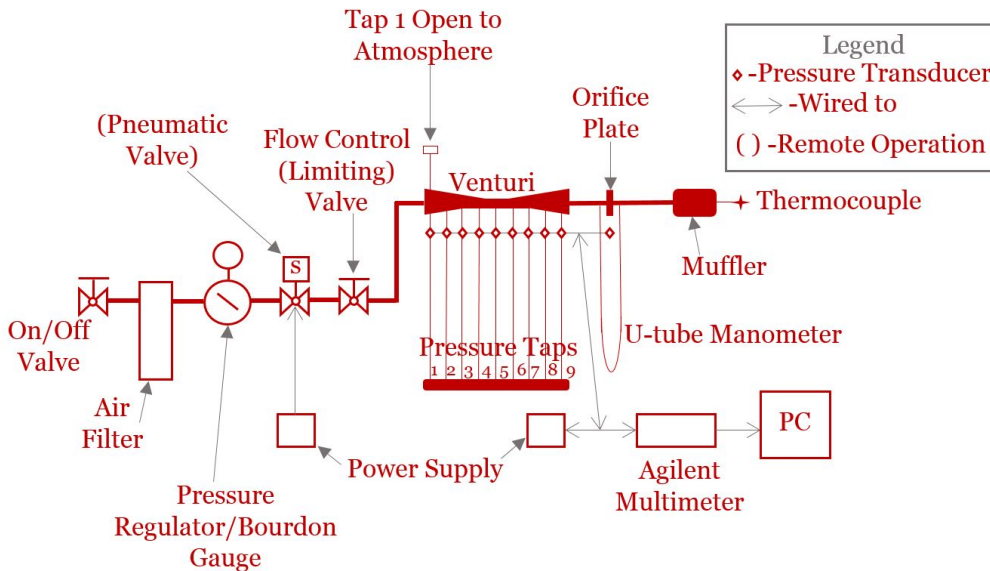 Tap 1 Open to
Atmosphere
Legend
-Pressure Transducer
-Wired to
( ) -Remote Operation
(Pneumatic
Valve)
Flow Control
(Limiting)
Valve
Orifice
Plate
Venturi
Thermocouple
Muffler
S
On/Off
Valve
Air
Filter
Pressure
Regulator/Bourdon
Gauge
Pressure Taps
1 2 3 4 5 6 7 8 9
U-tube Manometer
Power Supply
Agilent
Multimeter
PC